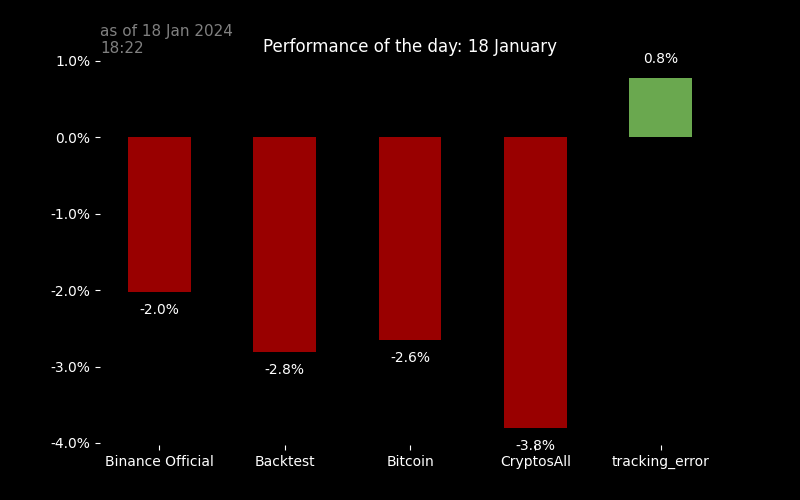 as of 18 Jan 2024
18:22
Performance of the day: 18 January
1.0%
0.8%
0.0%
-1.0%
-2.0%
-2.0%
-3.0%
-2.8%
-2.6%
-4.0%
-3.8%
Binance Official
Backtest
Bitcoin
CryptosAll
tracking_error